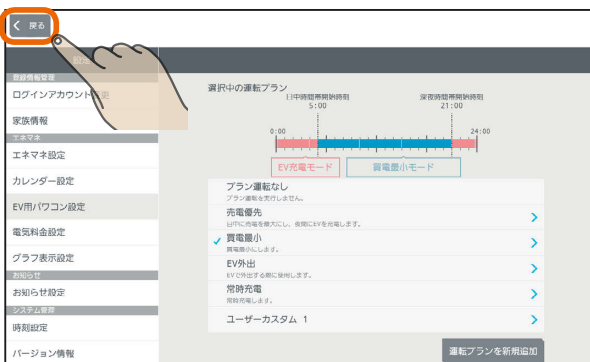 戻る
設定
登録情報管理
ログインアカウント
家族情報
エネマネ
エネマネ設定
カレンダー設定
EV用パワコン設定
電気料金設定
グラフ表示設定
お知らせ
お知らせ設定
システム管理
時刻設定
バージョン情報
選択中の運転プラン
日中時間帯開始時刻
5:00
深夜時間帯開始時刻
21:00
0:00
24:00
EV充電モード
買電最小モード
プラン運転なし
プラン運転を実行しません。
売電優先
日中に売電を最大にし、夜間にEVを充電します。
買電最小
買電最小にします。
EV外出
EVで外出する前に使用します。
常時充電
常時充電します。
ユーザーカスタム 1
運転プランを新規追加